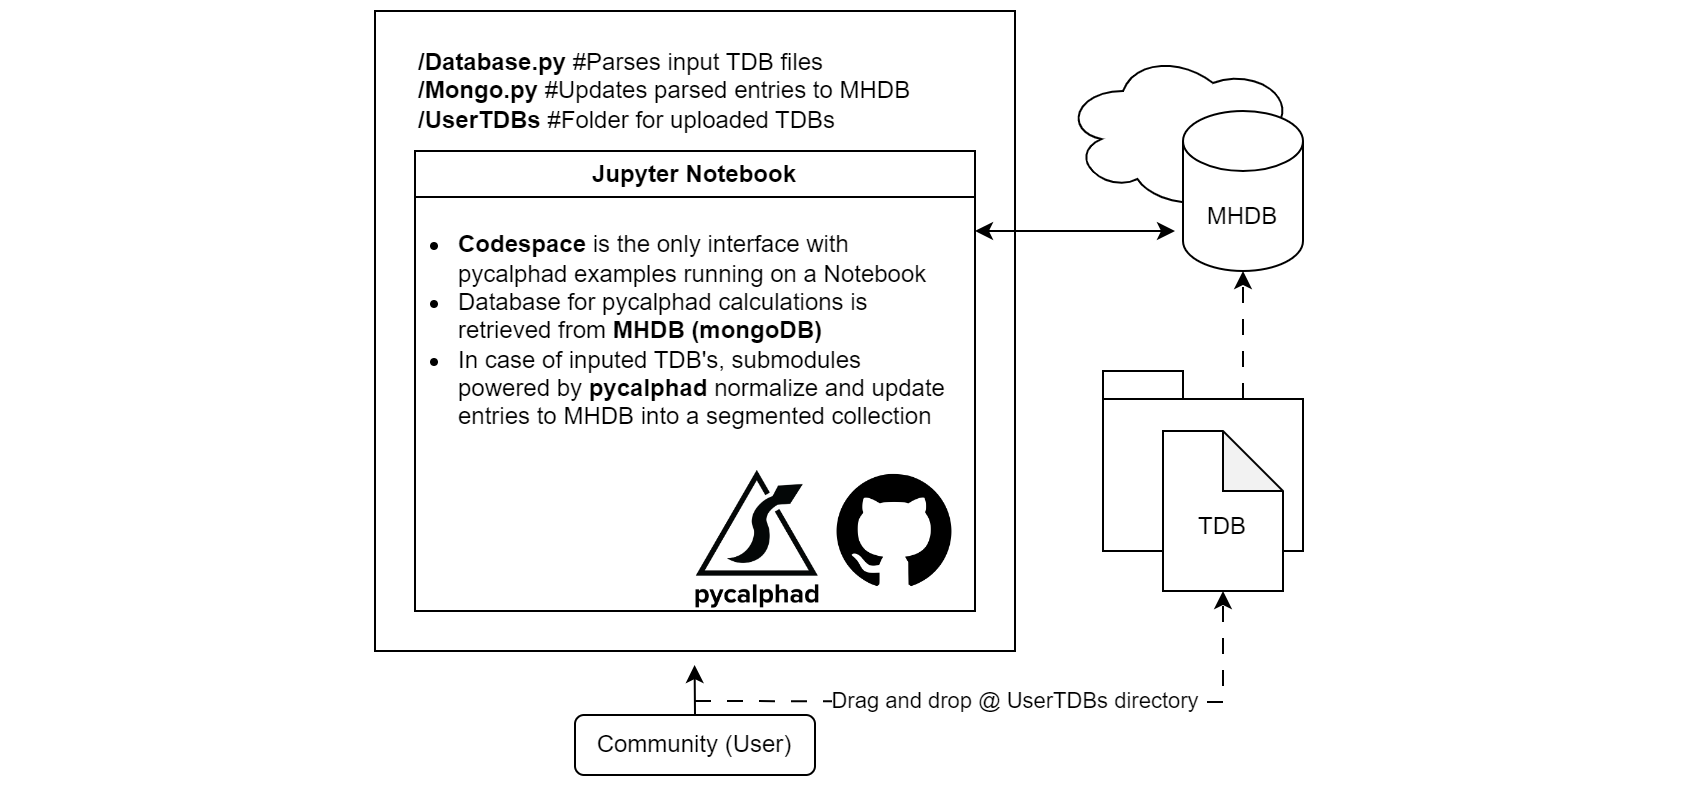 /Database.py #Parses input TDB files
/Mongo.py #Updates parsed entries to MHDB
/UserTDBs #Folder for uploaded TDBs
Jupyter Notebook
Codespace is the only interface with
pycalphad examples running on a Notebook
Database for pycalphad calculations is
retrieved from MHDB (mongoDB)
In case of inputed TDB's, submodules
powered by pycalphad normalize and update
entries to MHDB into a segmented collection
pycalphad
MHDB
TDB
Drag and drop @ UserTDBs directory
Community (User)